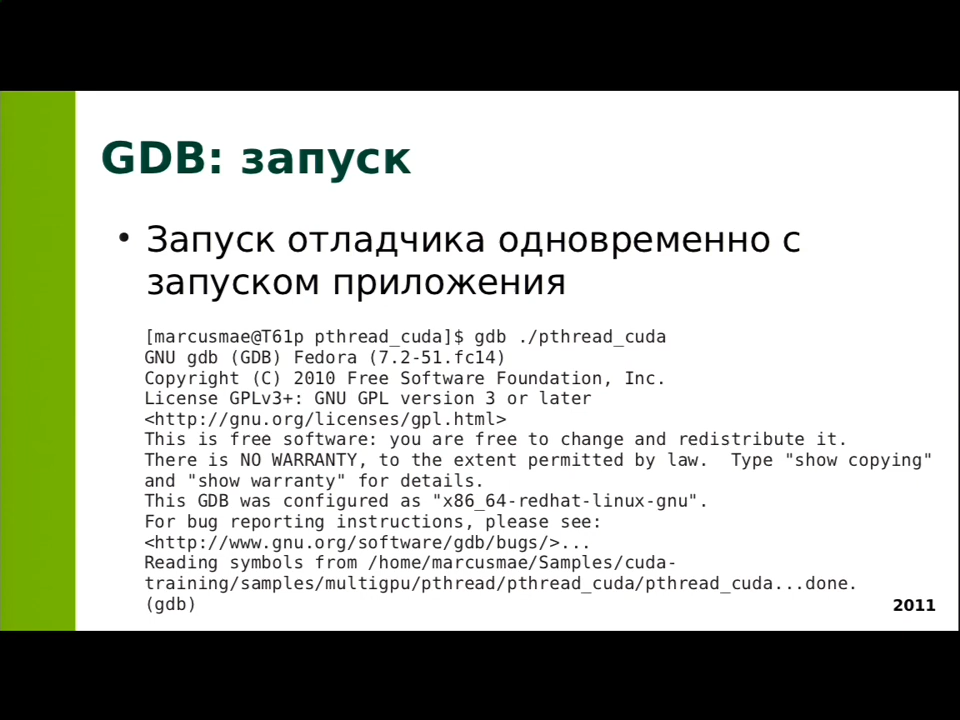 GDB: запуск
• Запуск отладчика одновременно с
запуском приложения
[marcusmae@T61p pthread_cuda]$ gdb ./pthread_cuda
GNU gdb (GDB) Fedora (7.2-51.fc14)
Copyright (C) 2010 Free Software Foundation, Inc.
License GPLv3+: GNU GPL version 3 or later
<http://gnu.org/licenses/gpl.html>
This is free software: you are free to change and redistribute it.
There is NO WARRANTY, to the extent permitted by law.  Type "show copying"
and "show warranty" for details.
This GDB was configured as "x86_64-redhat-linux-gnu".
For bug reporting instructions, please see:
<http://www.gnu.org/software/gdb/bugs/>...
Reading symbols from /home/marcusmae/Samples/cuda-
training/samples/multigpu/pthread/pthread_cuda/pthread_cuda...done.
(gdb)
2011